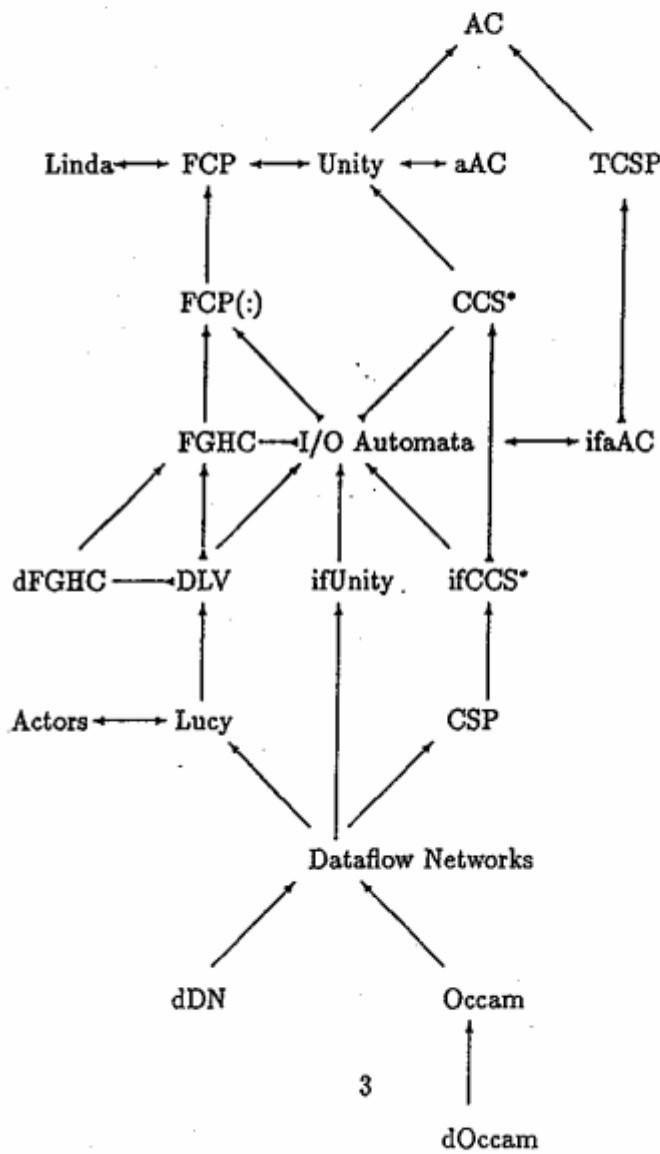 AC
Linda FCP Unity aAC TCSP
FCP(:) CCS*
FGHC I/O Automata ifaAC
dFGHC DLV ifUnity ifCCS*
Actors Lucy CSP
Dataflow Networks
dDN Occam
3
dOccam